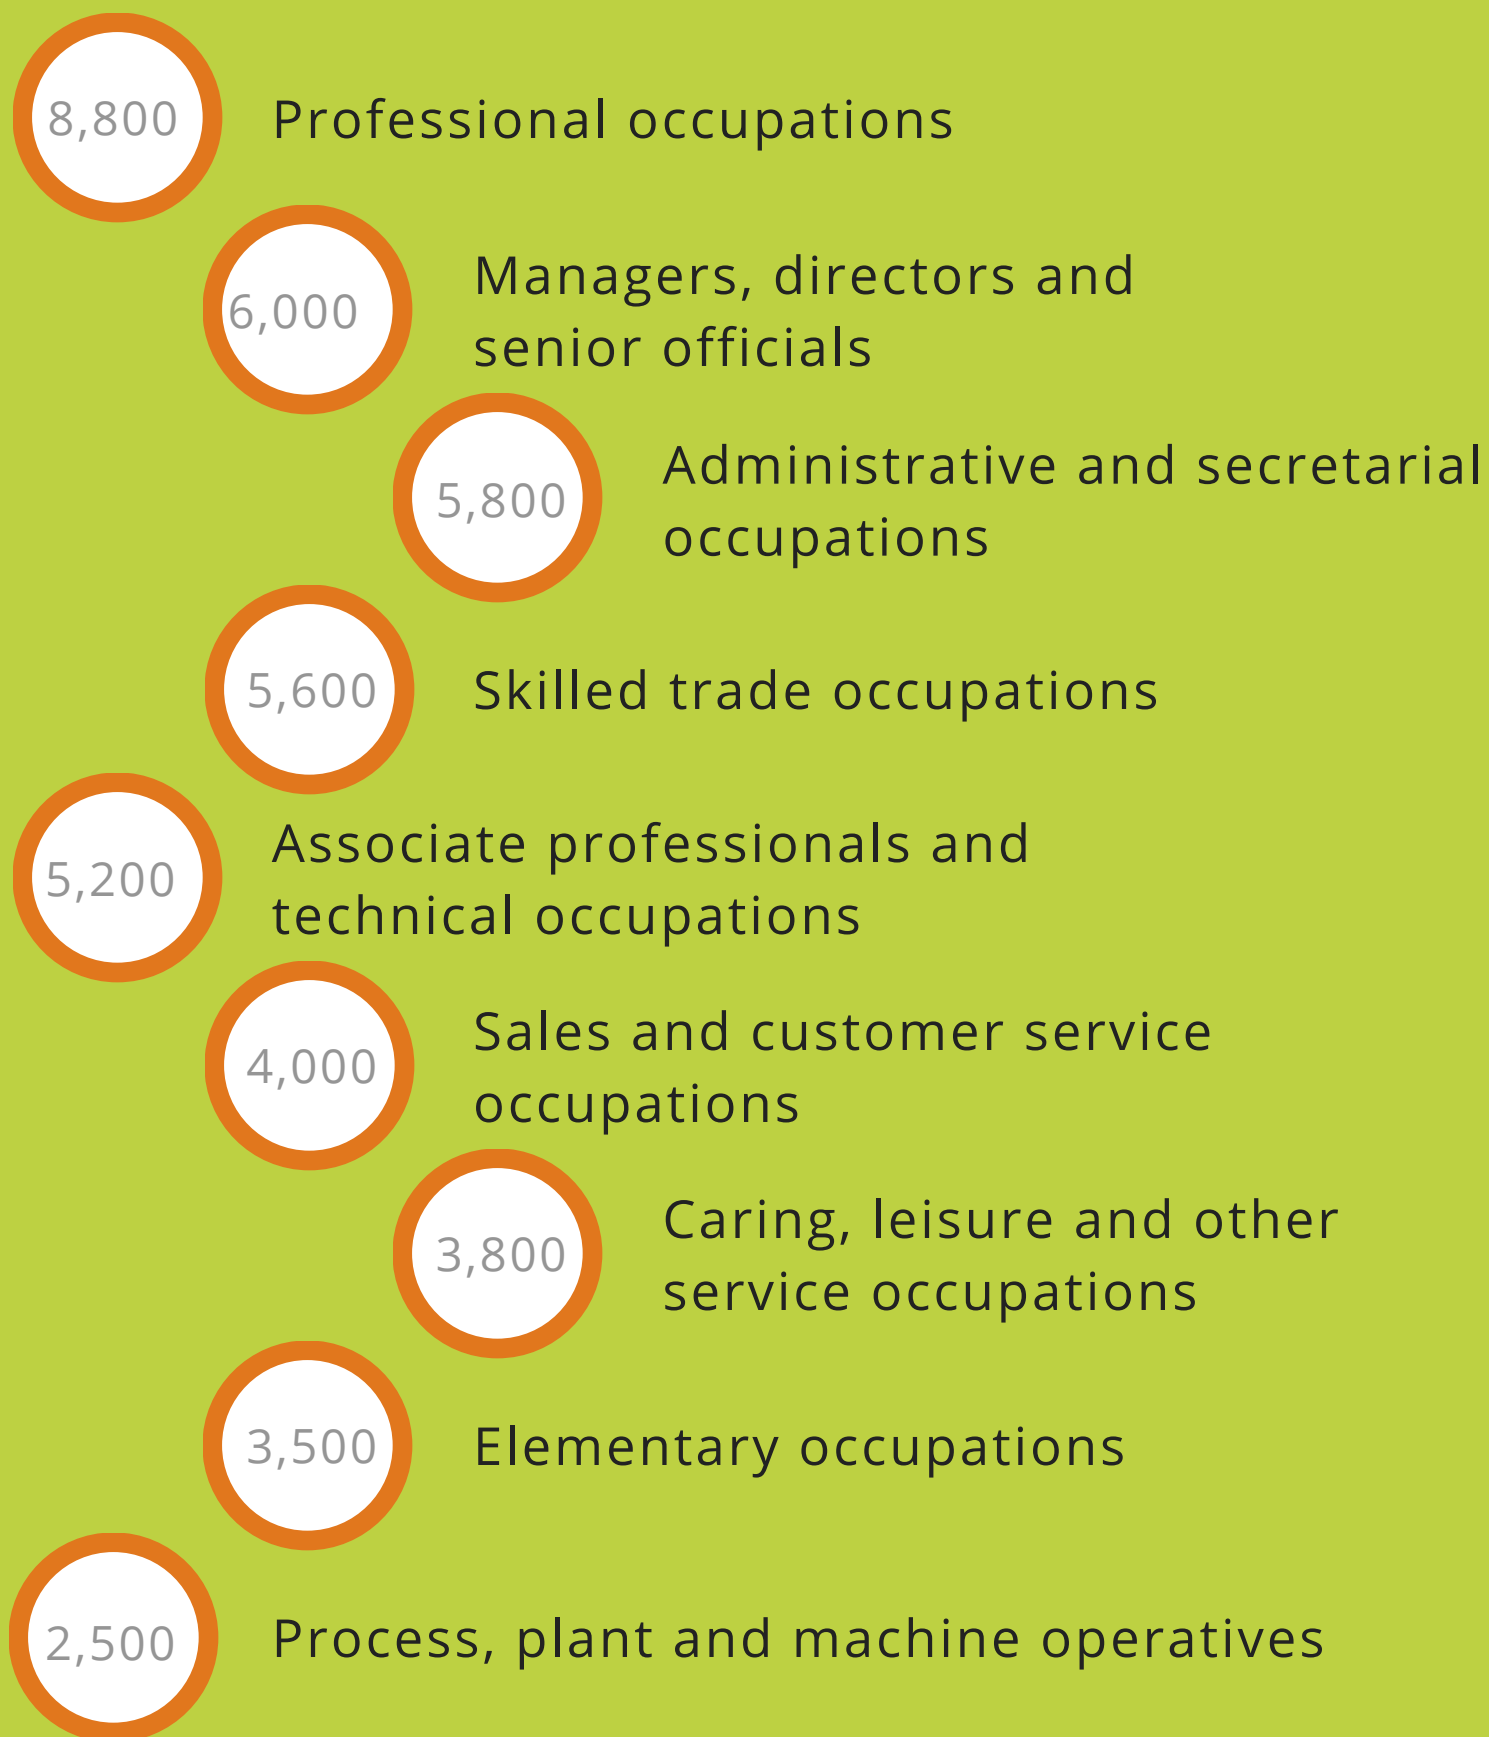 8,800
Professional occupations
6,000
Managers, directors and
senior officials
5,800
Administrative and secretarial
occupations
5,600
Skilled trade occupations
5,200
Associate professionals and
technical occupations
4,000
Sales and customer service
occupations
3,800
Caring, leisure and other
service occupations
3,500
Elementary occupations
2,500
Process, plant and machine operatives